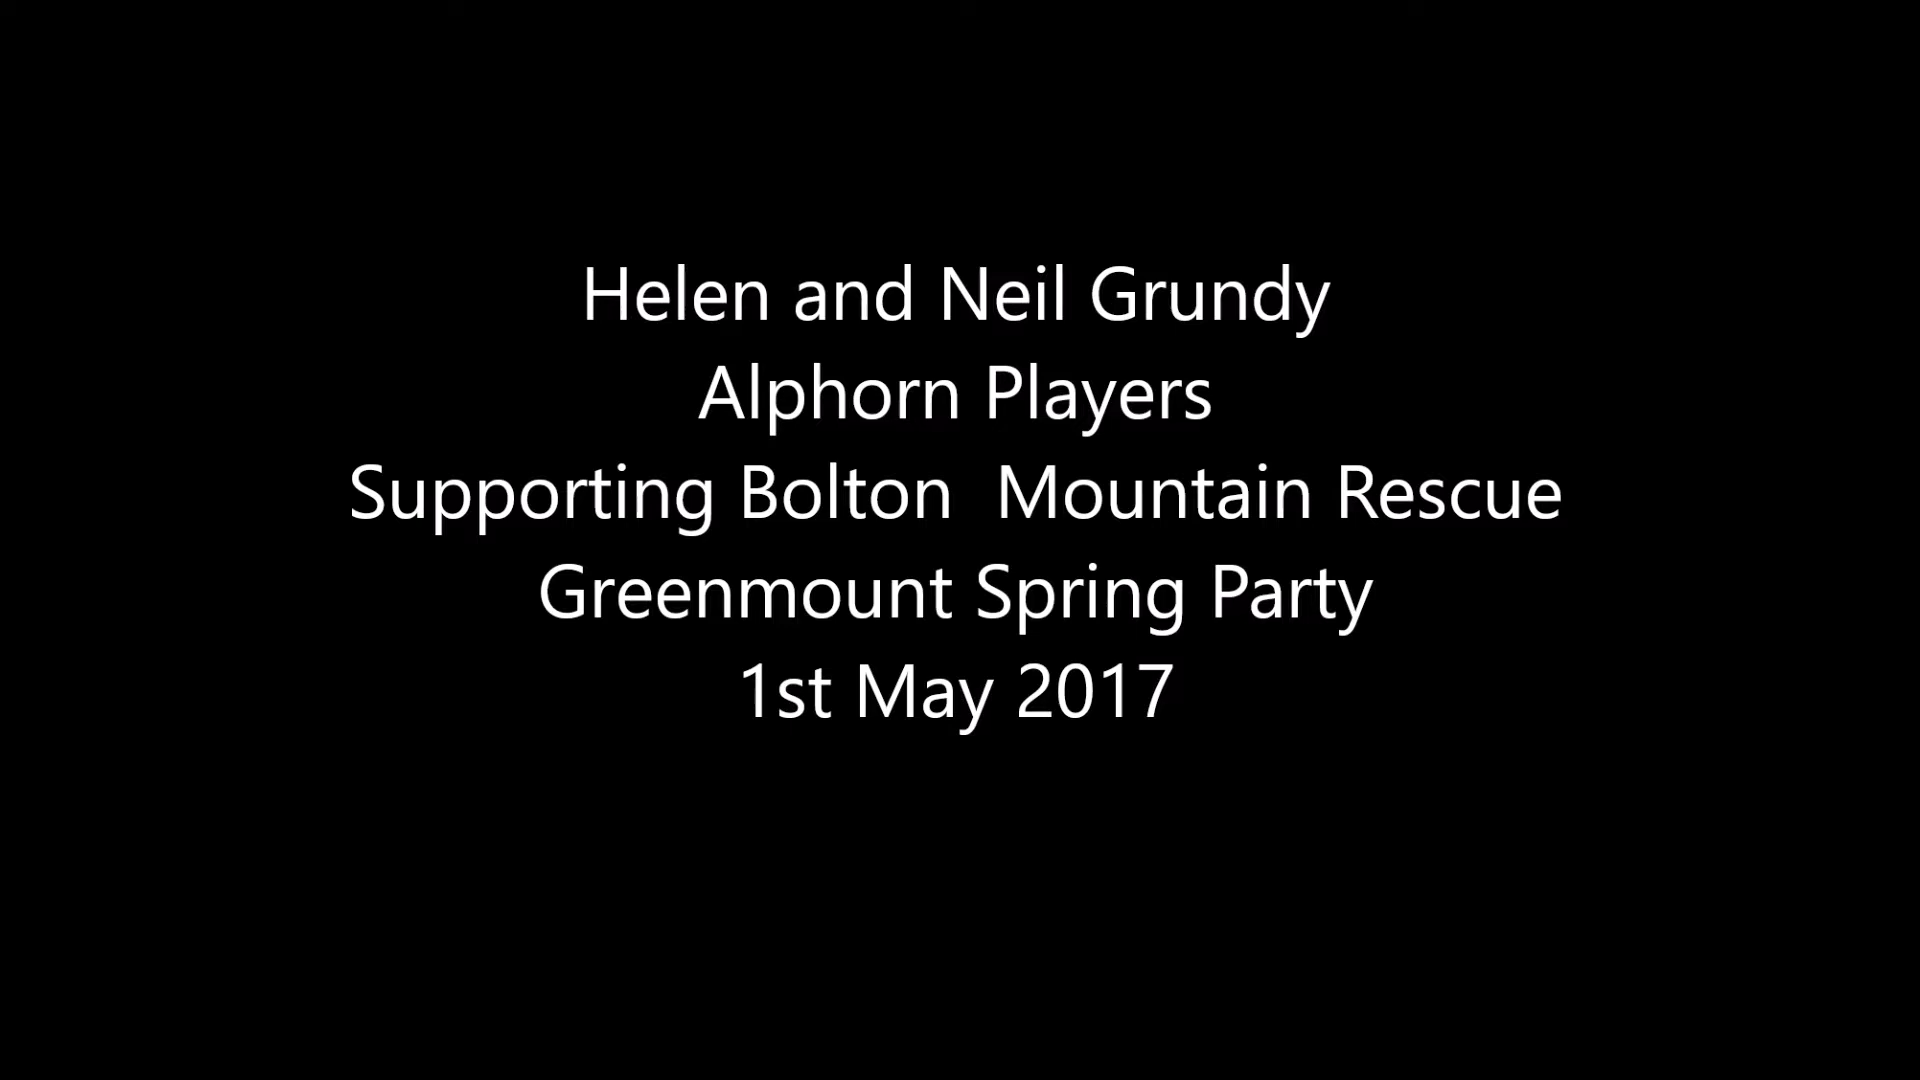 Helen and Neil Grundy
Alphorn Players
Supporting Bolton  Mountain Rescue
Greenmount Spring Party
1st May 2017